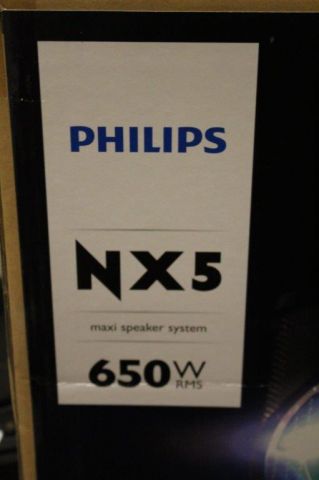 PHILIPS
NX5
maxi speaker system
650W
RMS